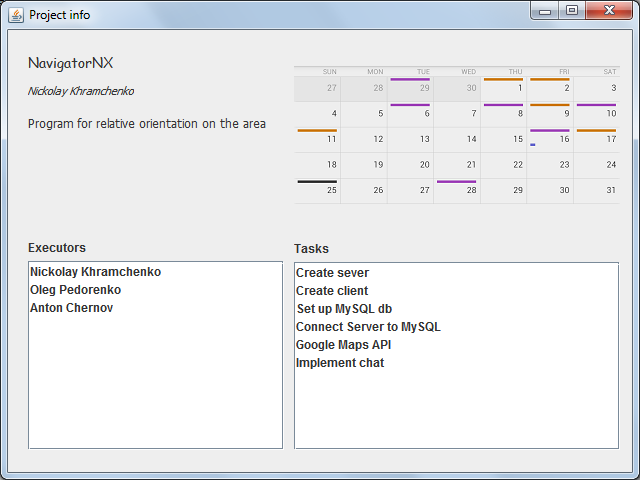 Project info
NavigatorNX
Nickolay Khramchenko
Program for relative orientation on the area
SUN MON TUE WED THU FRI SAT
27 28 29 30 1 2 3
4 5 6 7 8 9 10
11 12 13 14 15 16 17
18 19 20 21 22 23 24
25 26 27 28 29 30 31
Executors
Nickolay Khramchenko
Oleg Pedorenko
Anton Chernov
Tasks
Create sever
Create client
Set up MySQL db
Connect Server to MySQL
Google Maps API
Implement chat